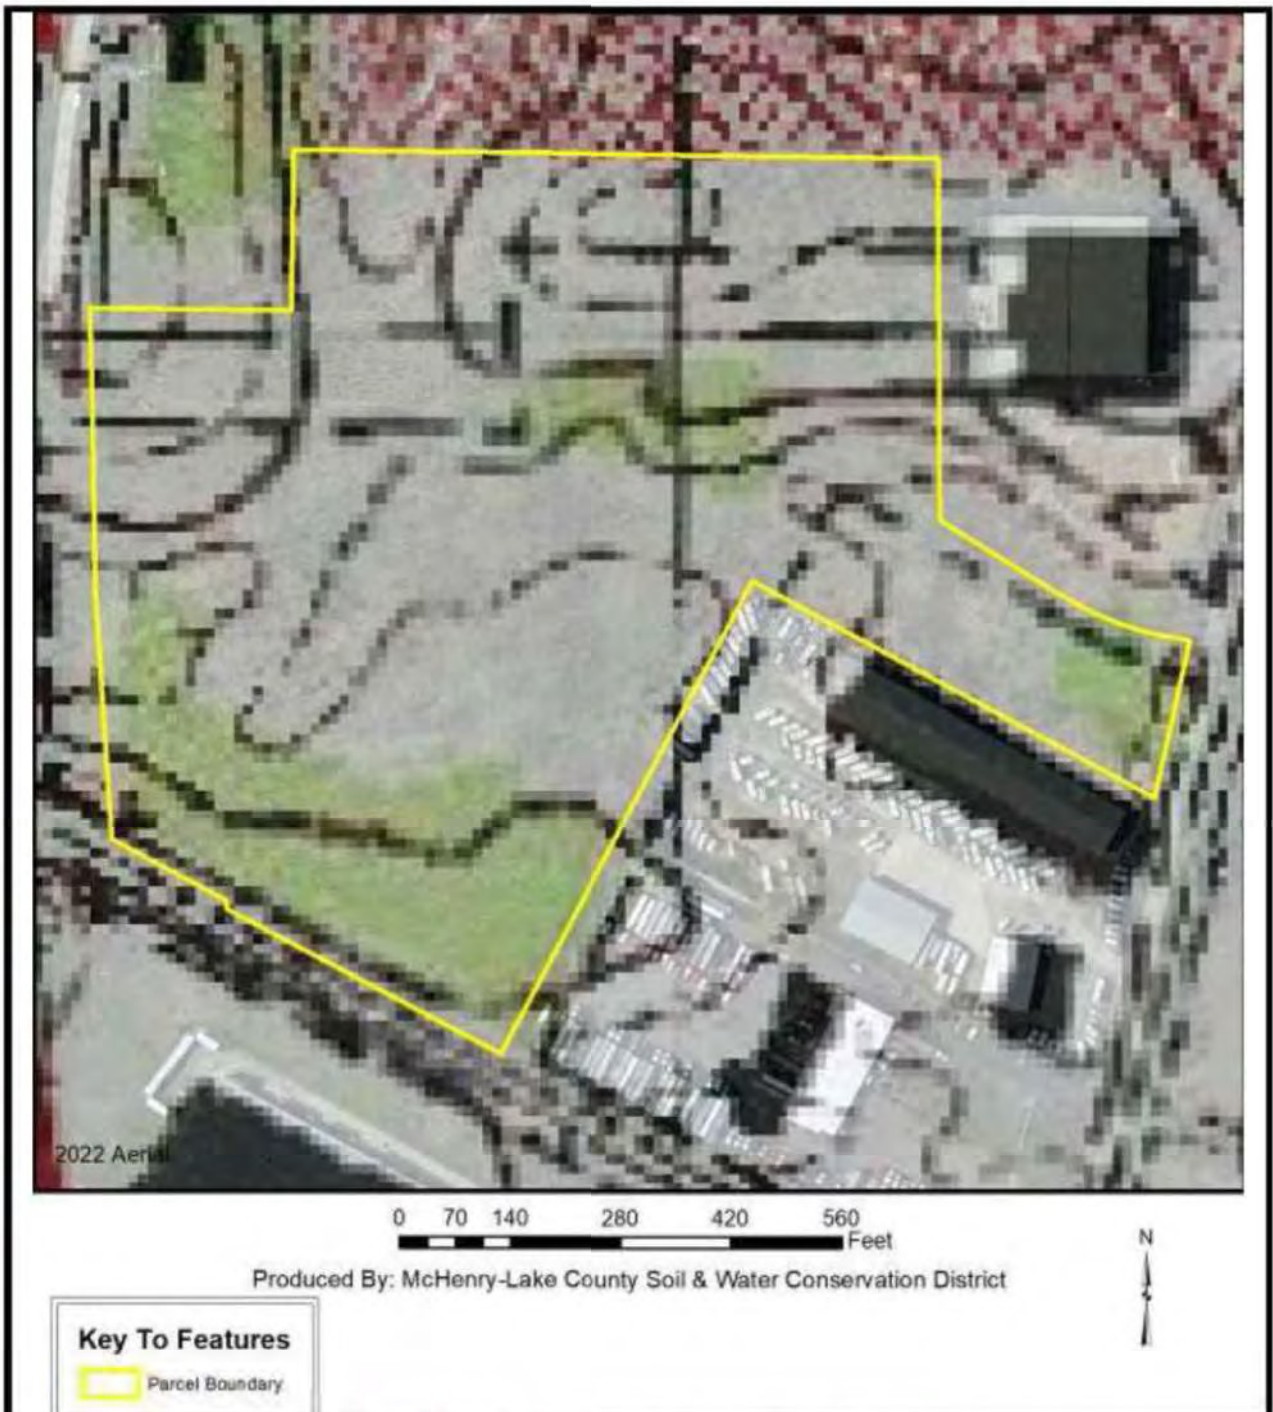 2022 Aerial
0 70 140 280 420 560
Feet
Produced By: McHenry-Lake County Soil & Water Conservation District
N
Key To Features
Parcel Boundary